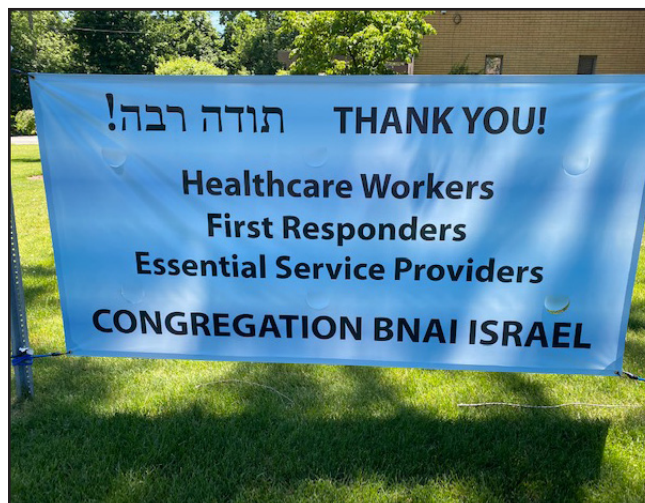 תודה רבה! THANK YOU!
Healthcare Workers
First Responders
Essential Service Providers
CONGREGATION BNAI ISRAEL